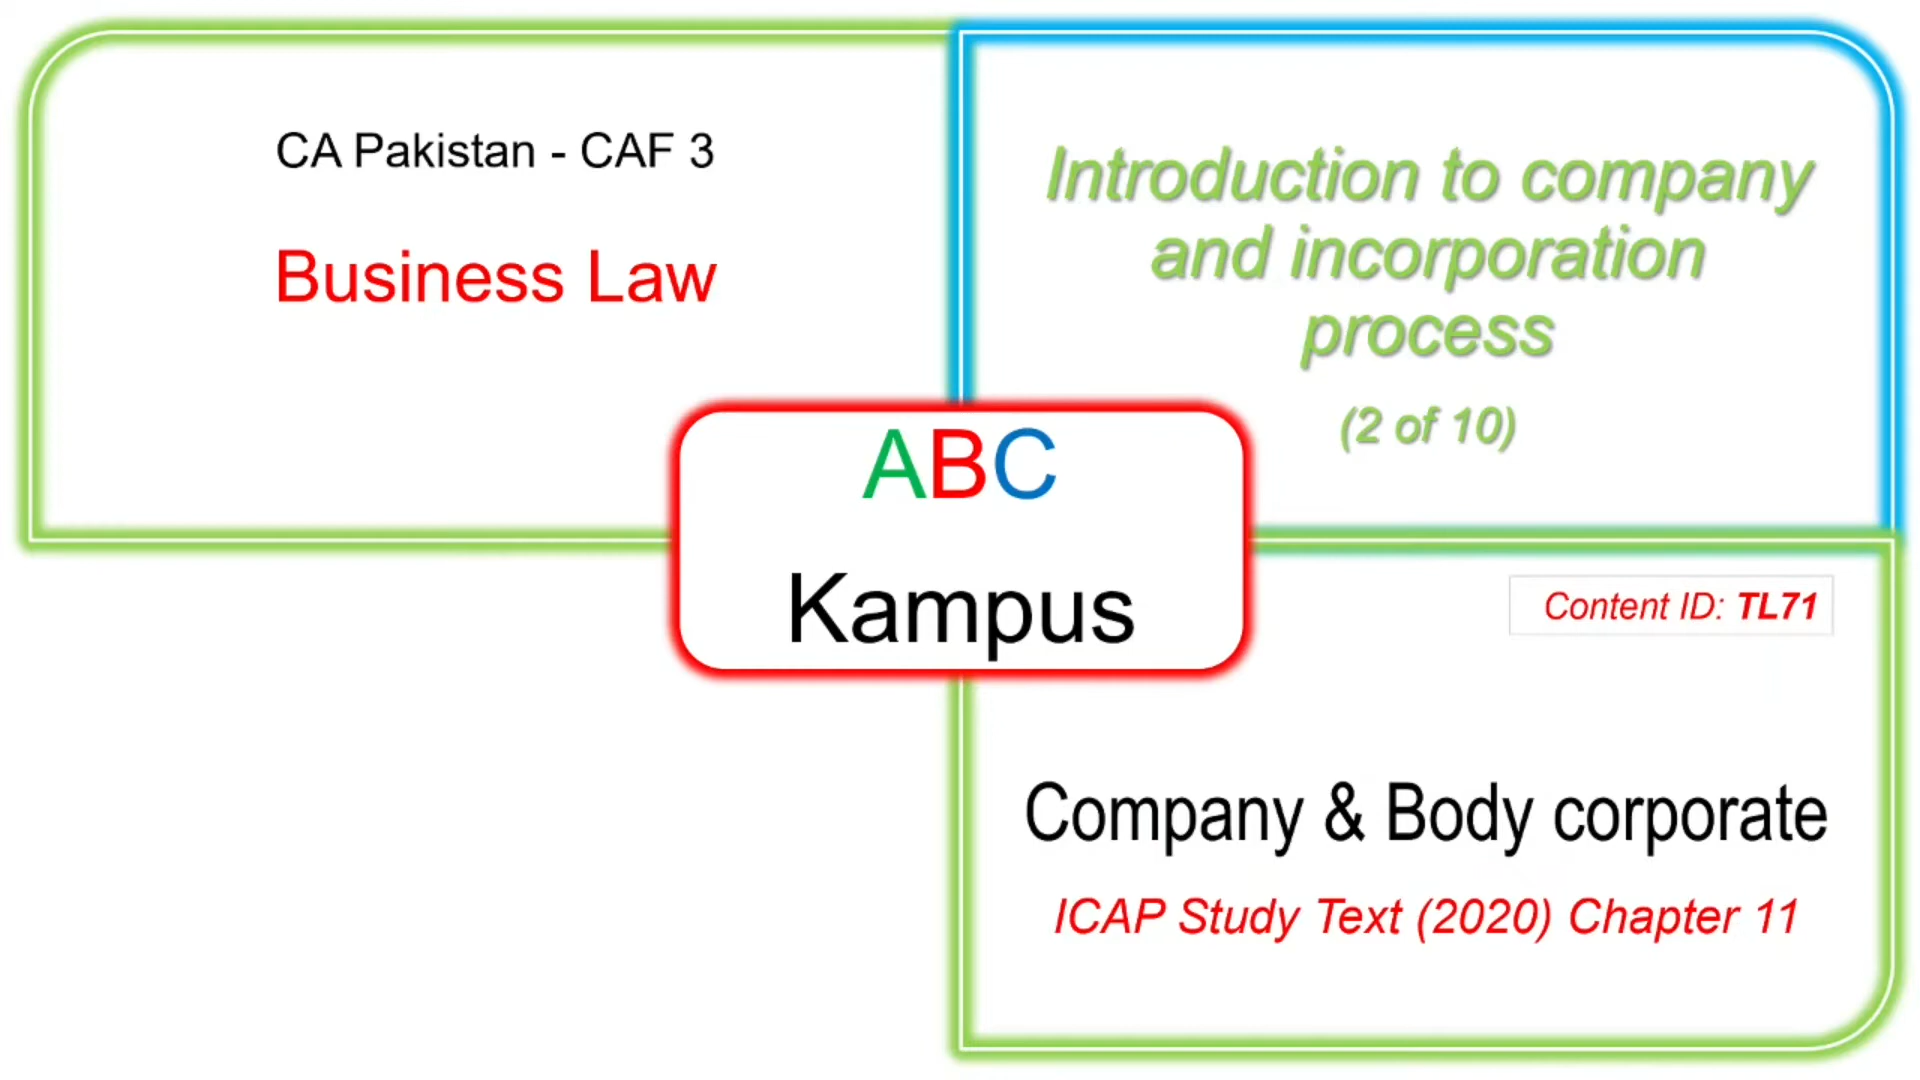 CA Pakistan - CAF 3
Business Law
Introduction to company
and incorporation
process
(2 of 10)
ABC
Kampus
Content ID: TL71
Company & Body corporate
ICAP Study Text (2020) Chapter 11